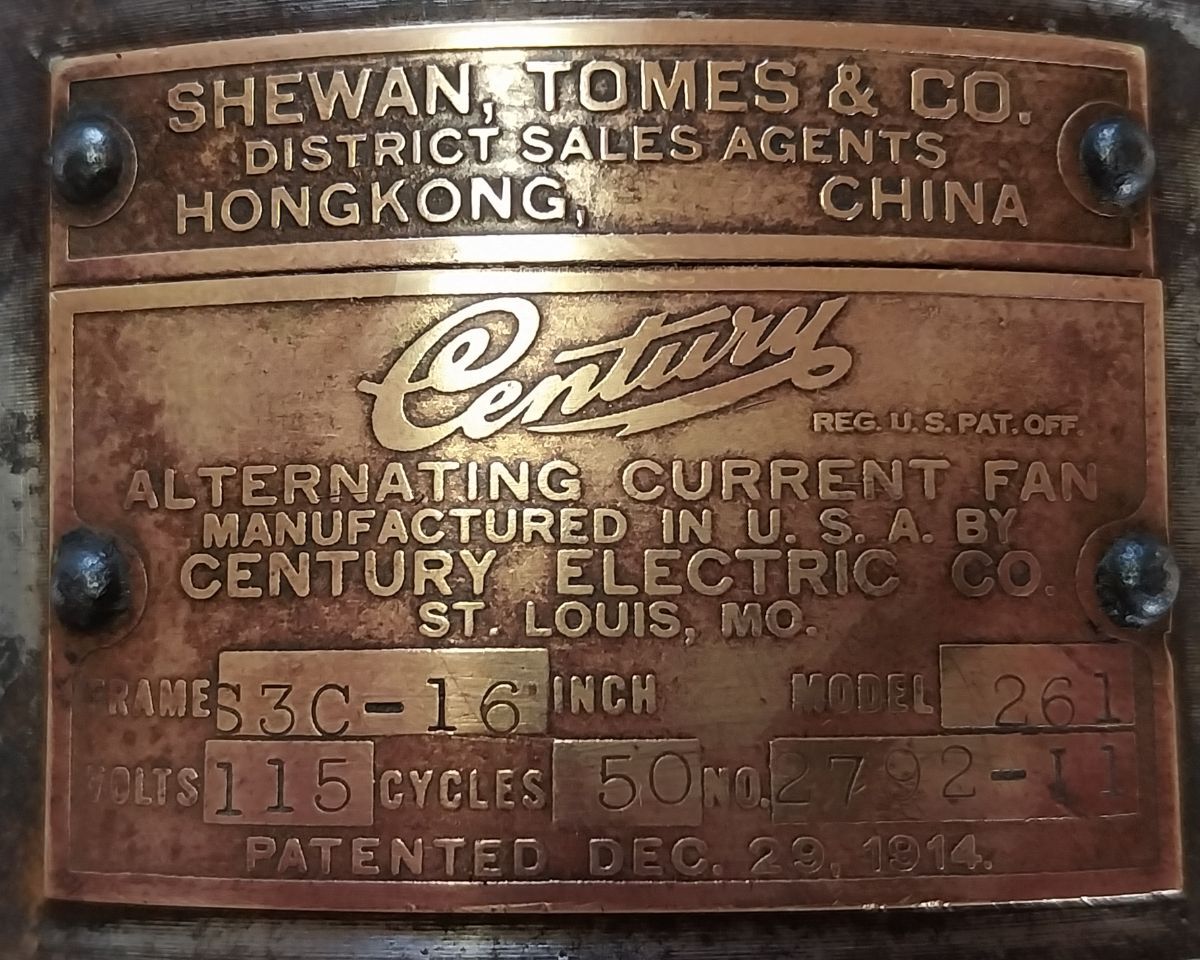 SHEWAN, TOMES & CO.
DISTRICT SALES AGENTS
HONGKONG, CHINA
Century
REG. U. S. PAT. OFF.
ALTERNATING CURRENT FAN
MANUFACTURED IN U. S. A. BY
CENTURY ELECTRIC CO.
ST. LOUIS, MO.
FRAME S3C-16 INCH MODEL 261
VOLTS 115 CYCLES 50 NO. 2792-I1
PATENTED DEC. 29, 1914.